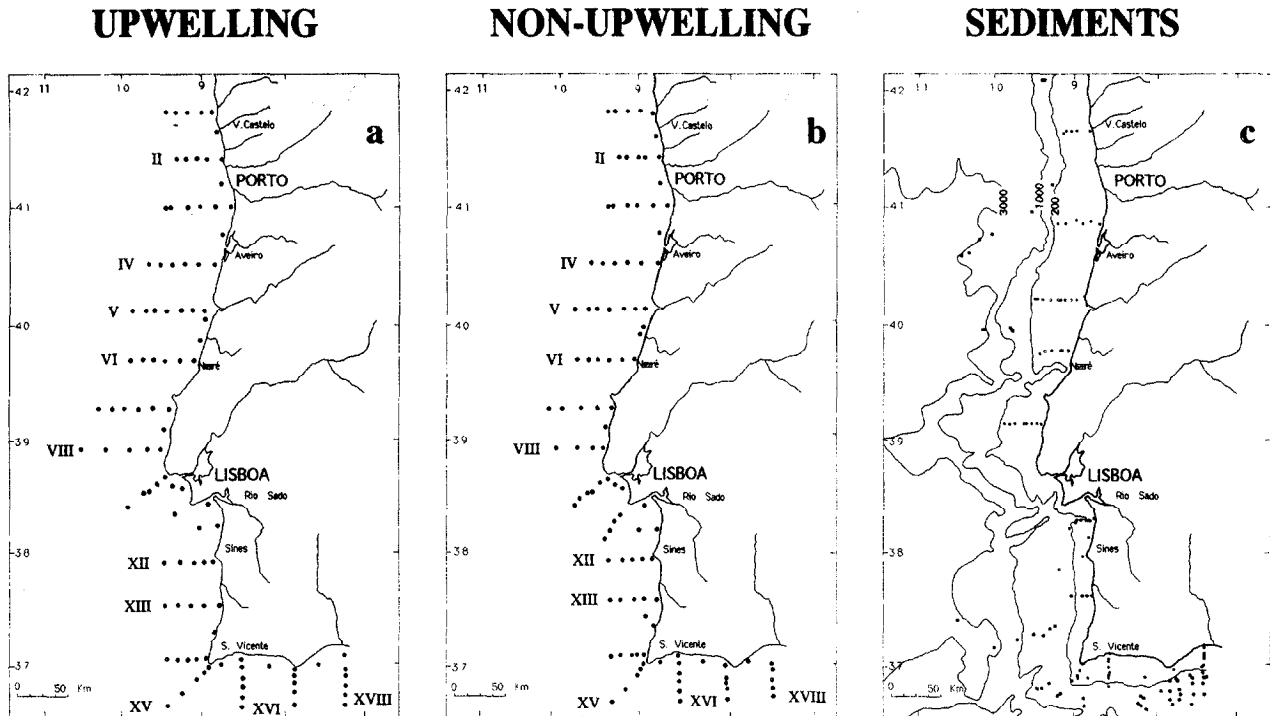 UPWELLING
11 10 9
42
a
V. Castelo
II
PORTO
41
IV
Aveiro
V
40
VI
Nazaré
39
VIII
LISBOA
Rio Sado
38
Sines
XII
XIII
S. Vicente
37
0 50 Km
XV XVI XVIII
NON-UPWELLING
11 10 9
42
b
V. Castelo
II
PORTO
41
IV
Aveiro
V
40
VI
Nazaré
39
VIII
LISBOA
Rio Sado
38
Sines
XII
XIII
S. Vicente
37
0 50 Km
XV XVI XVIII
SEDIMENTS
11 10 9
42
c
V. Castelo
PORTO
3000 1000 200
41
Aveiro
40
Nazaré
39
LISBOA
Rio Sado
38
Sines
S. Vicente
37
0 50 Km